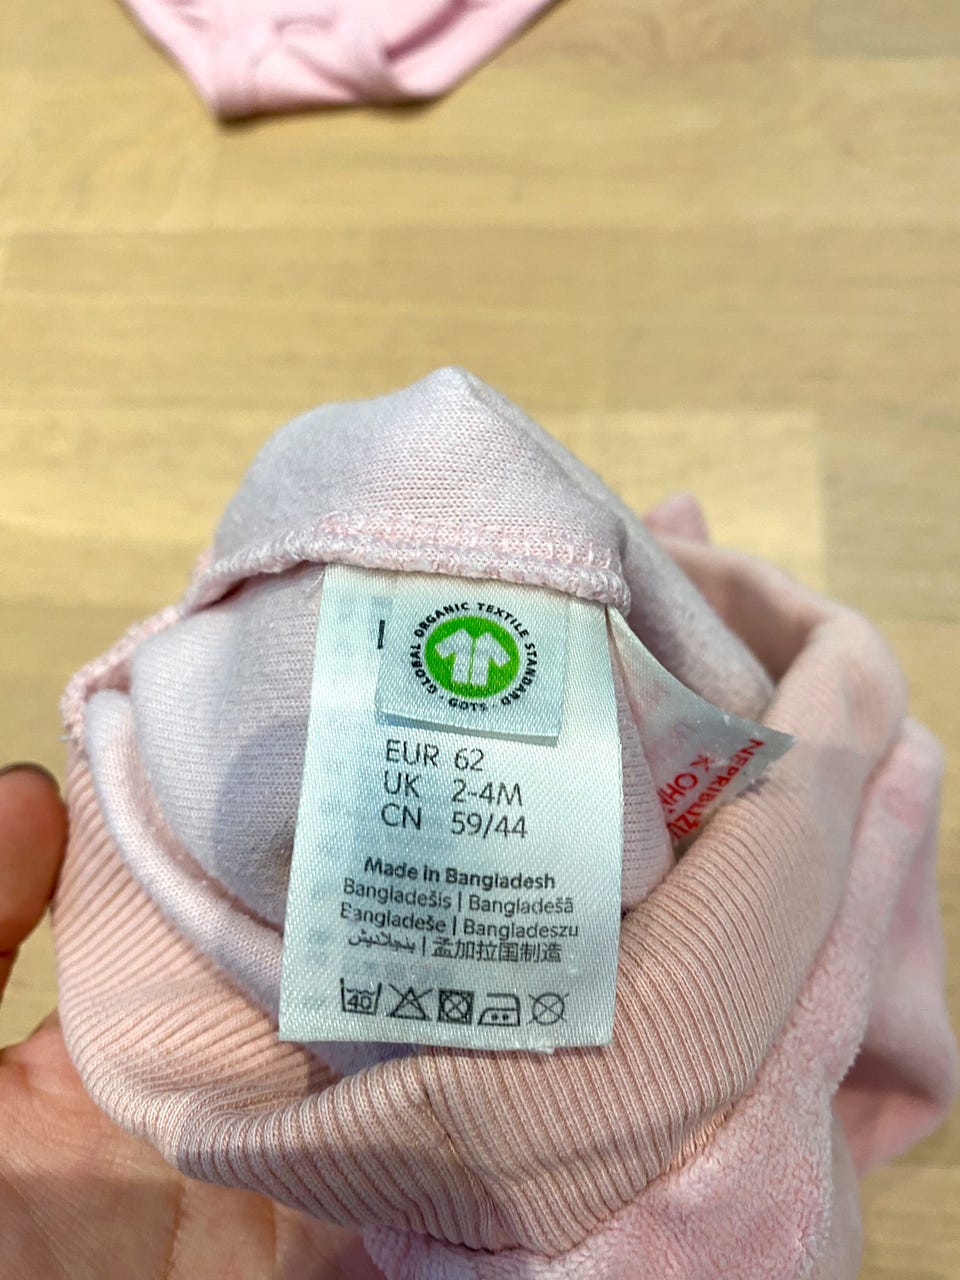 GLOBAL ORGANIC TEXTILE STANDARD · GOTS ·
EUR 62
UK 2-4M
CN 59/44
Made in Bangladesh
Bangladešis | Bangladešā
Bangladeše | Bangladeszu
بنجلاديش | 孟加拉国制造
40